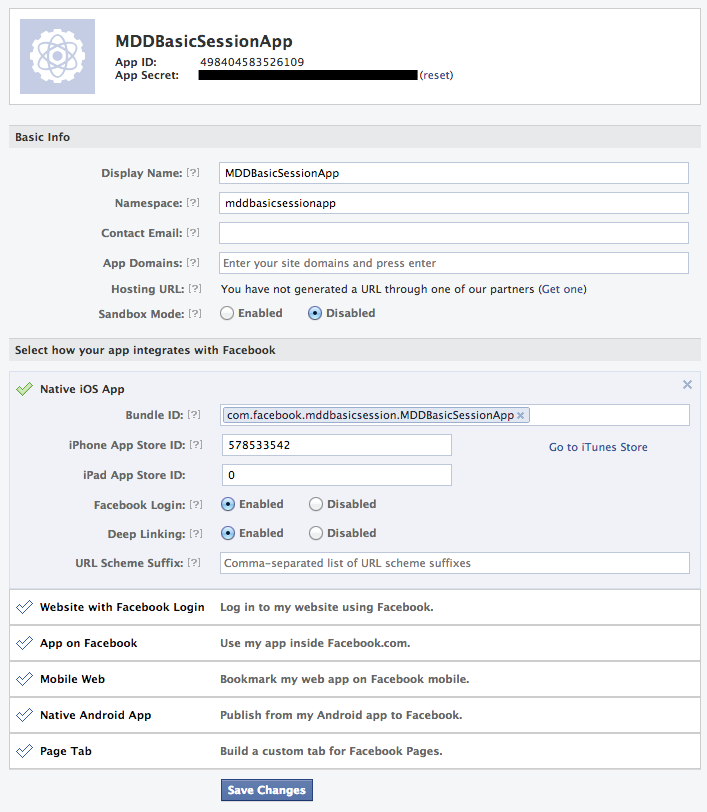 MDDBasicSessionApp
App ID: 498404583526109
App Secret: (reset)
Basic Info
Display Name: [?] MDDBasicSessionApp
Namespace: [?] mddbasicsessionapp
Contact Email: [?]
App Domains: [?] Enter your site domains and press enter
Hosting URL: [?] You have not generated a URL through one of our partners (Get one)
Sandbox Mode: [?] Enabled Disabled
Select how your app integrates with Facebook
Native iOS App
Bundle ID: [?] com.facebook.mddbasicsession.MDDBasicSessionApp
iPhone App Store ID: [?] 578533542 Go to iTunes Store
iPad App Store ID: 0
Facebook Login: [?] Enabled Disabled
Deep Linking: [?] Enabled Disabled
URL Scheme Suffix: [?] Comma-separated list of URL scheme suffixes
Website with Facebook Login Log in to my website using Facebook.
App on Facebook Use my app inside Facebook.com.
Mobile Web Bookmark my web app on Facebook mobile.
Native Android App Publish from my Android app to Facebook.
Page Tab Build a custom tab for Facebook Pages.
Save Changes